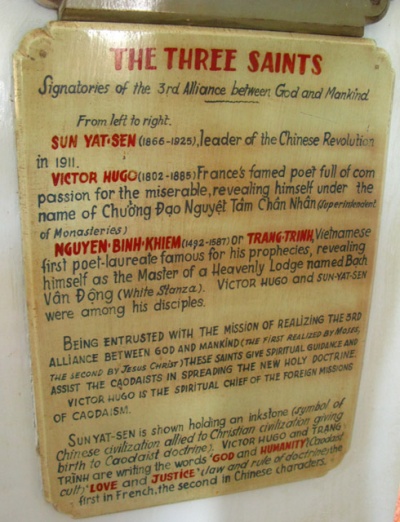 THE THREE SAINTS
Signatories of the 3rd Alliance between God and Mankind
From left to right.
SUN YAT-SEN (1866-1925), leader of the Chinese Revolution
in 1911.
VICTOR HUGO (1802-1885) France's famed poet full of com
passion for the miserable, revealing himself under the
name of Chưởng Đạo Nguyệt Tâm Chân Nhân (Superintendent
of Monasteries)
NGUYEN-BINH-KHIEM (1492-1587) or TRANG-TRINH, Vietnamese
first poet-laureate famous for his prophecies, revealing
himself as the Master of a Heavenly Lodge named Bach
Vân Động (White Stanza). VICTOR HUGO and SUN-YAT-SEN
were among his disciples.
BEING ENTRUSTED WITH THE MISSION OF REALIZING THE 3RD
ALLIANCE BETWEEN GOD AND MANKIND (THE FIRST REALIZED BY MOSES,
THE SECOND BY JESUS CHRIST) THESE SAINTS GIVE SPIRITUAL GUIDANCE AND
ASSIST THE CAODAISTS IN SPREADING THE NEW HOLY DOCTRINE.
VICTOR HUGO IS THE SPIRITUAL CHIEF OF THE FOREIGN MISSIONS
OF CAODAISM.
SUN YAT-SEN is shown holding an inkstone (symbol of
Chinese civilization allied to Christian civilization giving
birth to Caodaist doctrine). VICTOR HUGO and TRANG-
TRÌNH are writing the words 'GOD and HUMANITY' (Caodaist
cult) 'LOVE and JUSTICE' (law and rule of doctrine) the
first in French, the second in Chinese characters.